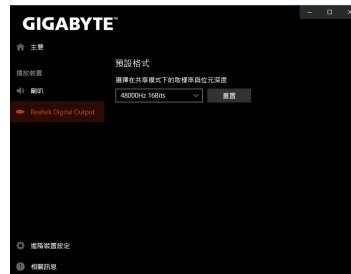 GIGABYTE™
主要
播放裝置
喇叭
Realtek Digital Output
預設格式
選擇在共享模式下的取樣率與位元深度
48000Hz 16Bits
重置
進階裝置設定
相關訊息